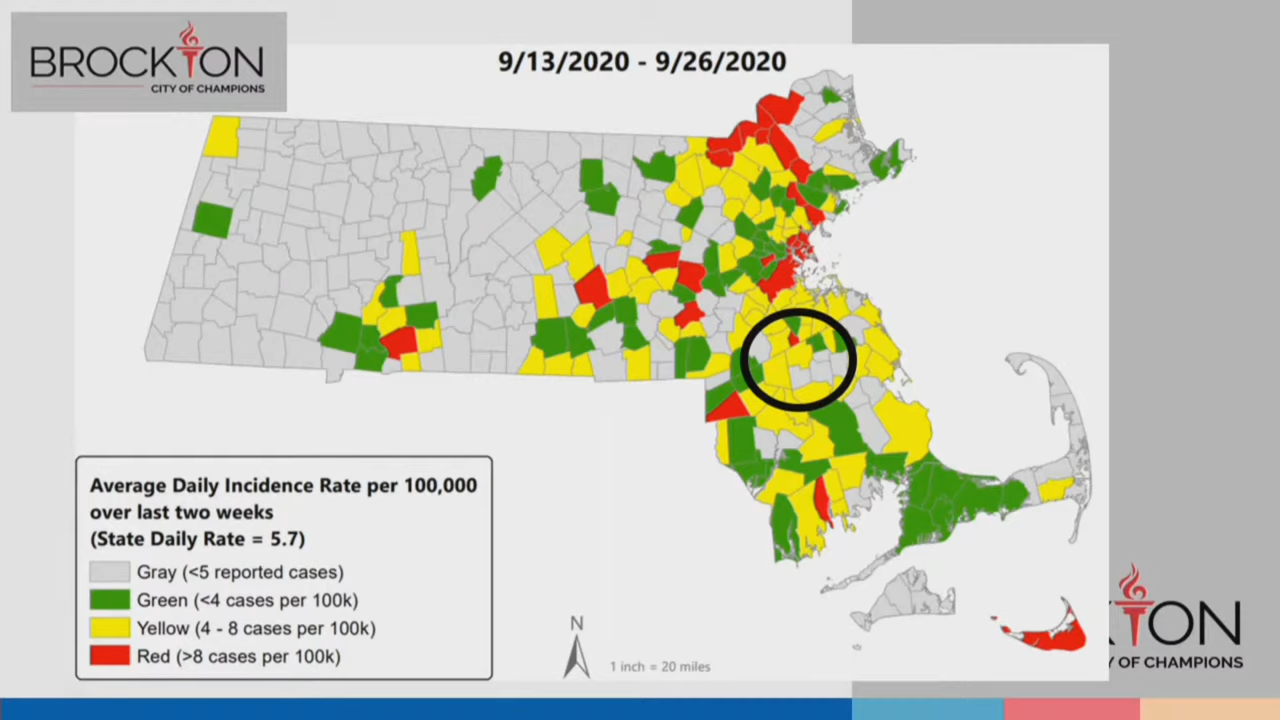 BROCKTON
CITY OF CHAMPIONS
9/13/2020 - 9/26/2020
Average Daily Incidence Rate per 100,000
over last two weeks
(State Daily Rate = 5.7)
Gray (<5 reported cases)
Green (<4 cases per 100k)
Yellow (4 - 8 cases per 100k)
Red (>8 cases per 100k)
N
1 inch = 20 miles
KTON
Y OF CHAMPIONS